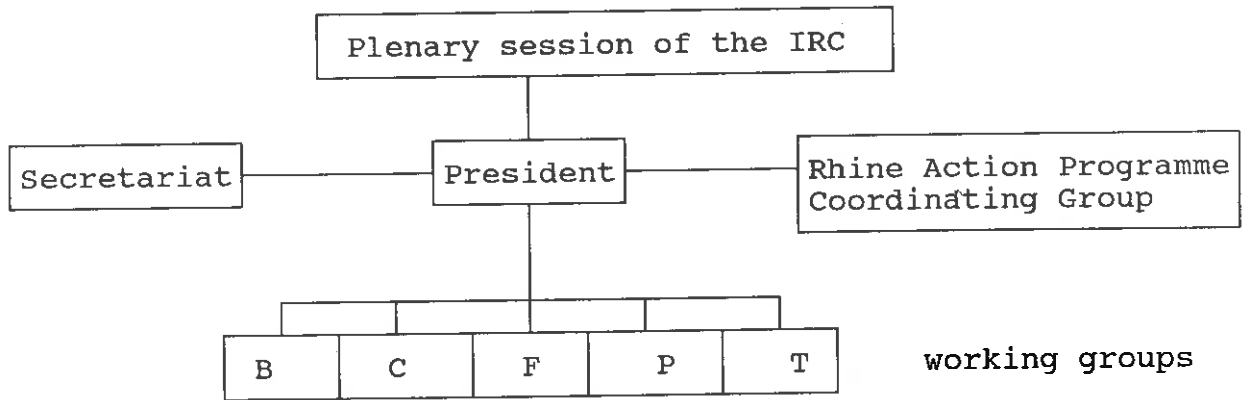 Plenary session of the IRC
Secretariat
President
Rhine Action Programme
Coordinating Group
B C F P T
working groups